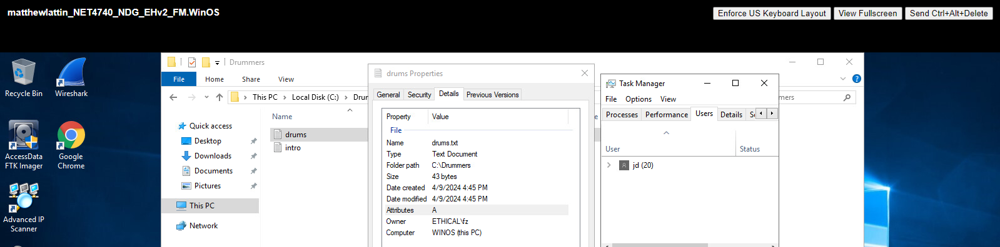 matthewlattin_NET4740_NDG_EHv2_FM.WinOS
Enforce US Keyboard Layout
View Fullscreen
Send Ctrl+Alt+Delete
Recycle Bin
Wireshark
AccessData
FTK Imager
Google
Chrome
Advanced IP
Scanner
Drummers
File
Home
Share
View
This PC
Local Disk (C:)
Name
Quick access
Desktop
Downloads
Documents
Pictures
This PC
Network
drums
intro
drums Properties
General
Security
Details
Previous Versions
Property
Value
File
Name
drums.txt
Type
Text Document
Folder path
C:\Drummers
Size
43 bytes
Date created
4/9/2024 4:45 PM
Date modified
4/9/2024 4:45 PM
Attributes
A
Owner
ETHICAL\fz
Computer
WINOS (this PC)
Task Manager
File
Options
View
Processes
Performance
Users
Details
User
Status
jd (20)